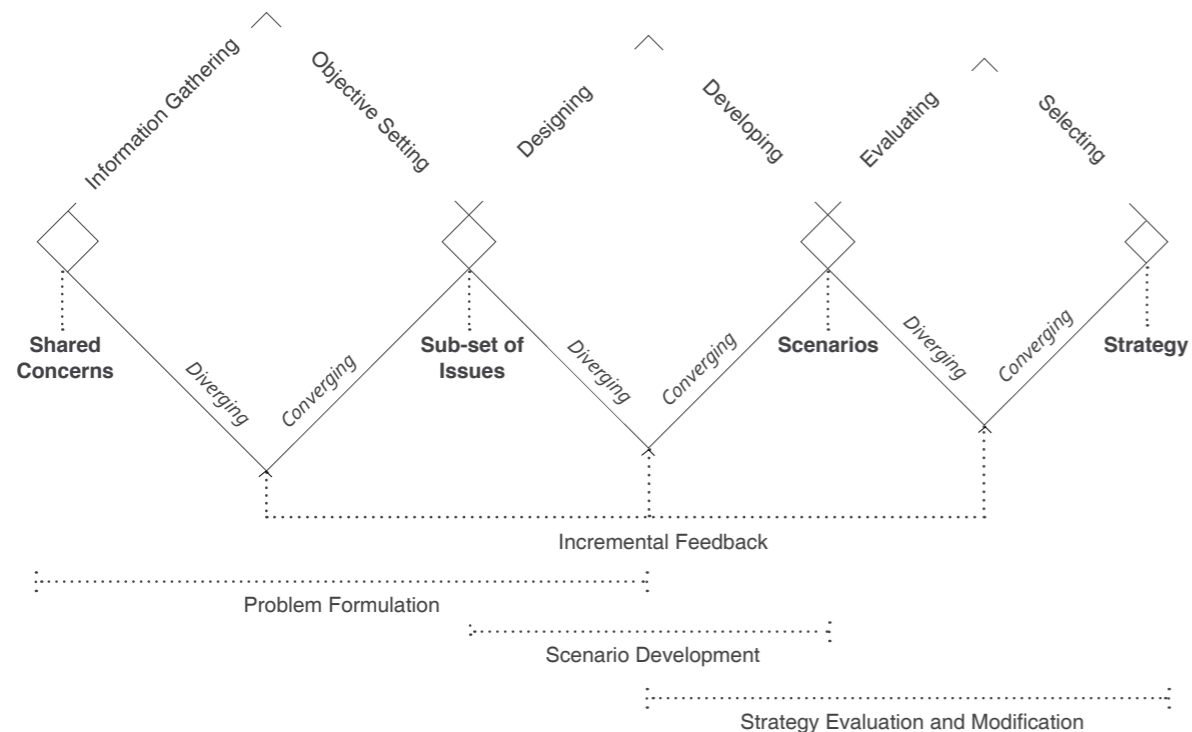 Information Gathering
Objective Setting
Designing
Developing
Evaluating
Selecting
Shared
Concerns
Sub-set of
Issues
Scenarios
Strategy
Diverging
Converging
Diverging
Converging
Diverging
Converging
Incremental Feedback
Problem Formulation
Scenario Development
Strategy Evaluation and Modification